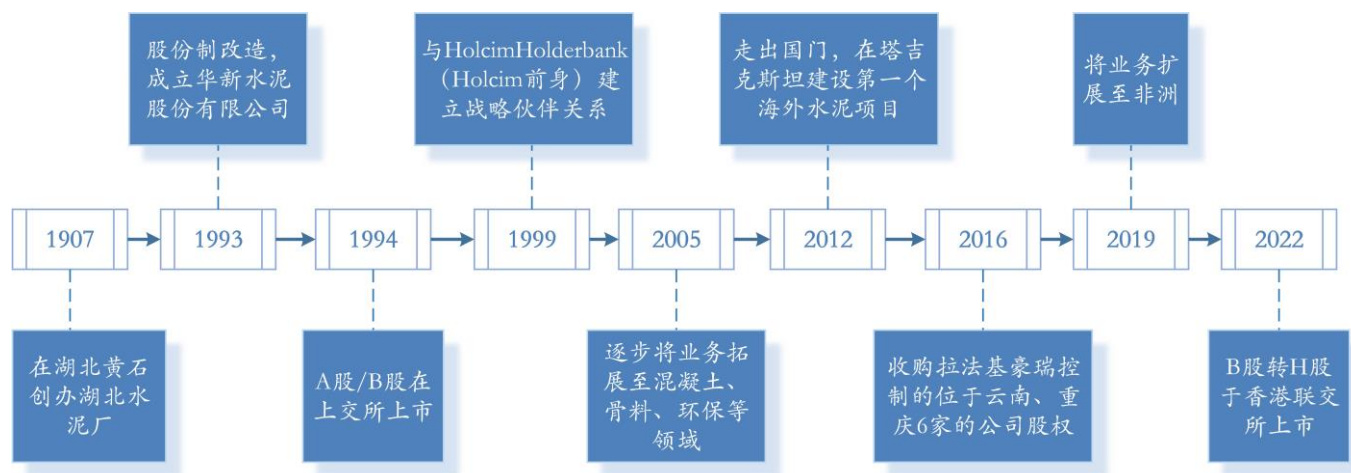 股份制改造，
成立华新水泥
股份有限公司
与HolcimHolderbank
（Holcim前身）建
立战略伙伴关系
走出国门，在塔吉
克斯坦建设第一个
海外水泥项目
将业务扩
展至非洲
1907
1993
1994
1999
2005
2012
2016
2019
2022
在湖北黄石
创办湖北水
泥厂
A股/B股在
上交所上市
逐步将业务拓
展至混凝土、
骨料、环保等
领域
收购拉法基豪瑞控
制的位于云南、重
庆6家的公司股权
B股转H股
于香港联交
所上市